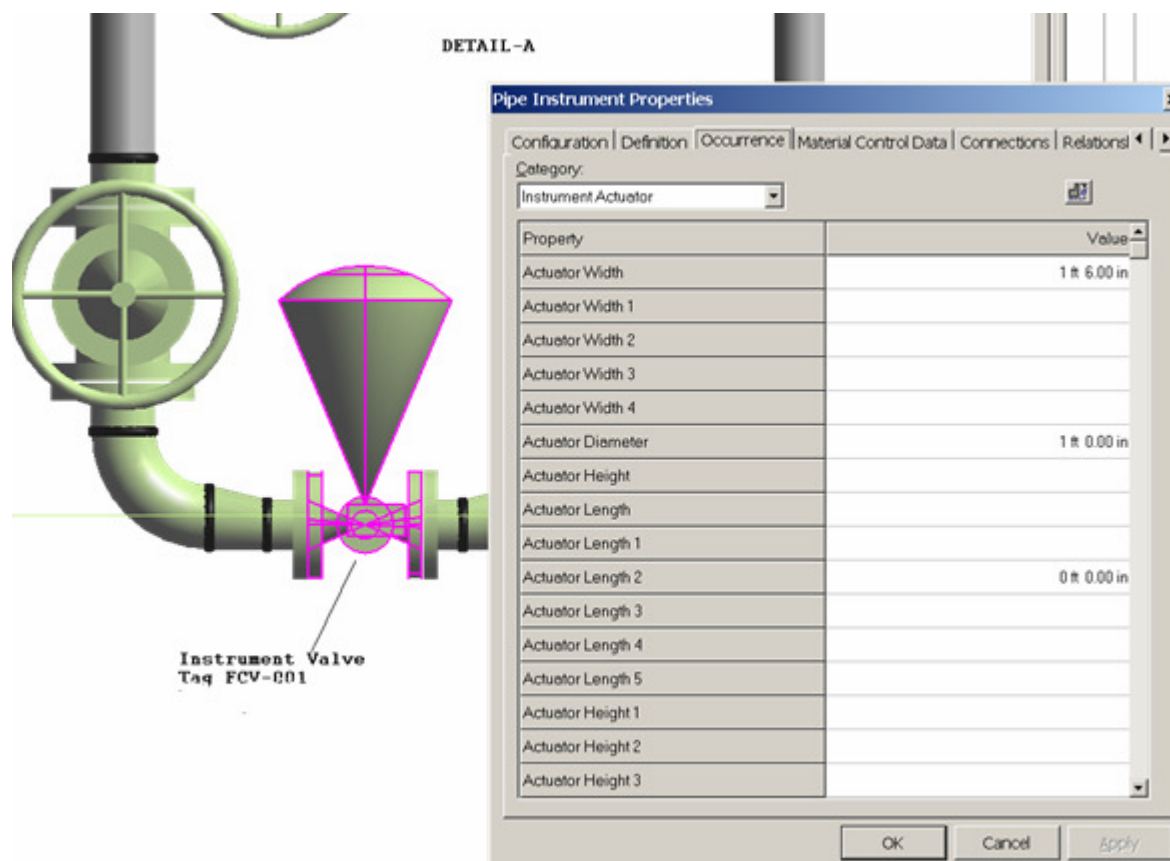 DETAIL-A
Pipe Instrument Properties
Configuration Definition Occurrence Material Control Data Connections Relationsl
Category:
Instrument Actuator
Property Value
Actuator Width 1 ft 6.00 in
Actuator Width 1
Actuator Width 2
Actuator Width 3
Actuator Width 4
Actuator Diameter 1 ft 0.00 in
Actuator Height
Actuator Length
Actuator Length 1
Actuator Length 2 0 ft 0.00 in
Actuator Length 3
Actuator Length 4
Actuator Length 5
Actuator Height 1
Actuator Height 2
Actuator Height 3
OK Cancel Apply
Instrument Valve
Tag FCV-001